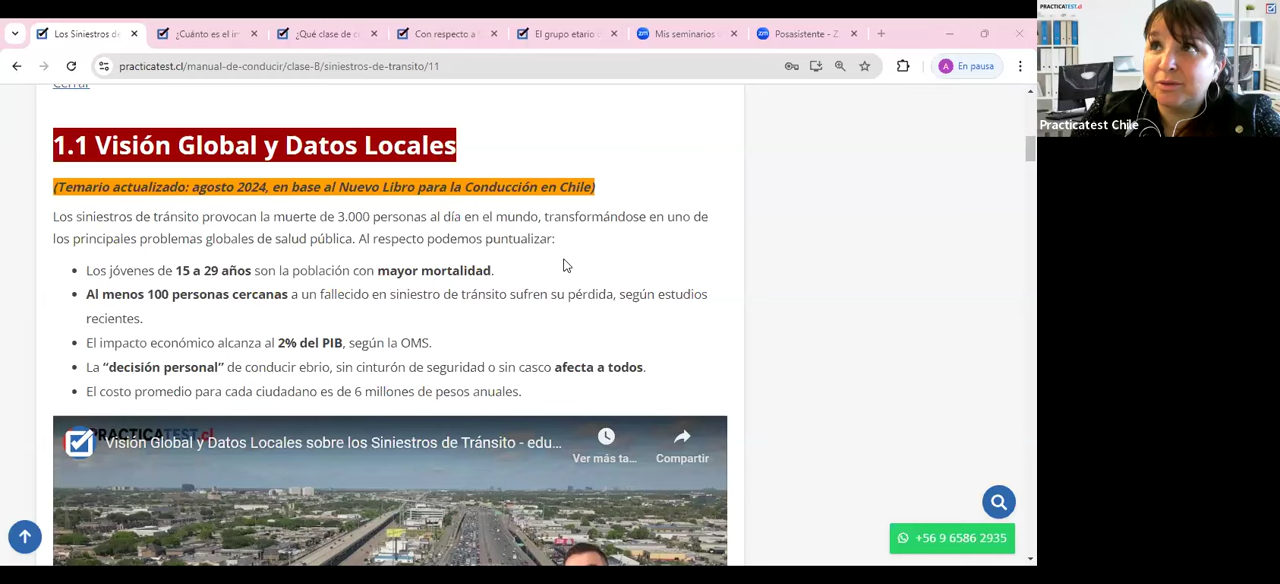 Los Siniestros de
¿Cuánto es el im
¿Qué clase de c
Con respecto a
El grupo etario
Mis seminarios
Posasistente - Z
practicatest.cl/manual-de-conducir/clase-B/siniestros-de-transito/11
A En pausa
PRACTICATEST.cl
Practicatest Chile
Cerrar
1.1 Visión Global y Datos Locales
(Temario actualizado: agosto 2024, en base al Nuevo Libro para la Conducción en Chile)
Los siniestros de tránsito provocan la muerte de 3.000 personas al día en el mundo, transformándose en uno de
los principales problemas globales de salud pública. Al respecto podemos puntualizar:
• Los jóvenes de 15 a 29 años son la población con mayor mortalidad.
• Al menos 100 personas cercanas a un fallecido en siniestro de tránsito sufren su pérdida, según estudios
recientes.
• El impacto económico alcanza al 2% del PIB, según la OMS.
• La “decisión personal” de conducir ebrio, sin cinturón de seguridad o sin casco afecta a todos.
• El costo promedio para cada ciudadano es de 6 millones de pesos anuales.
PRACTICATEST.cl
Visión Global y Datos Locales sobre los Siniestros de Tránsito - edu...
Ver más ta...
Compartir
+56 9 6586 2935